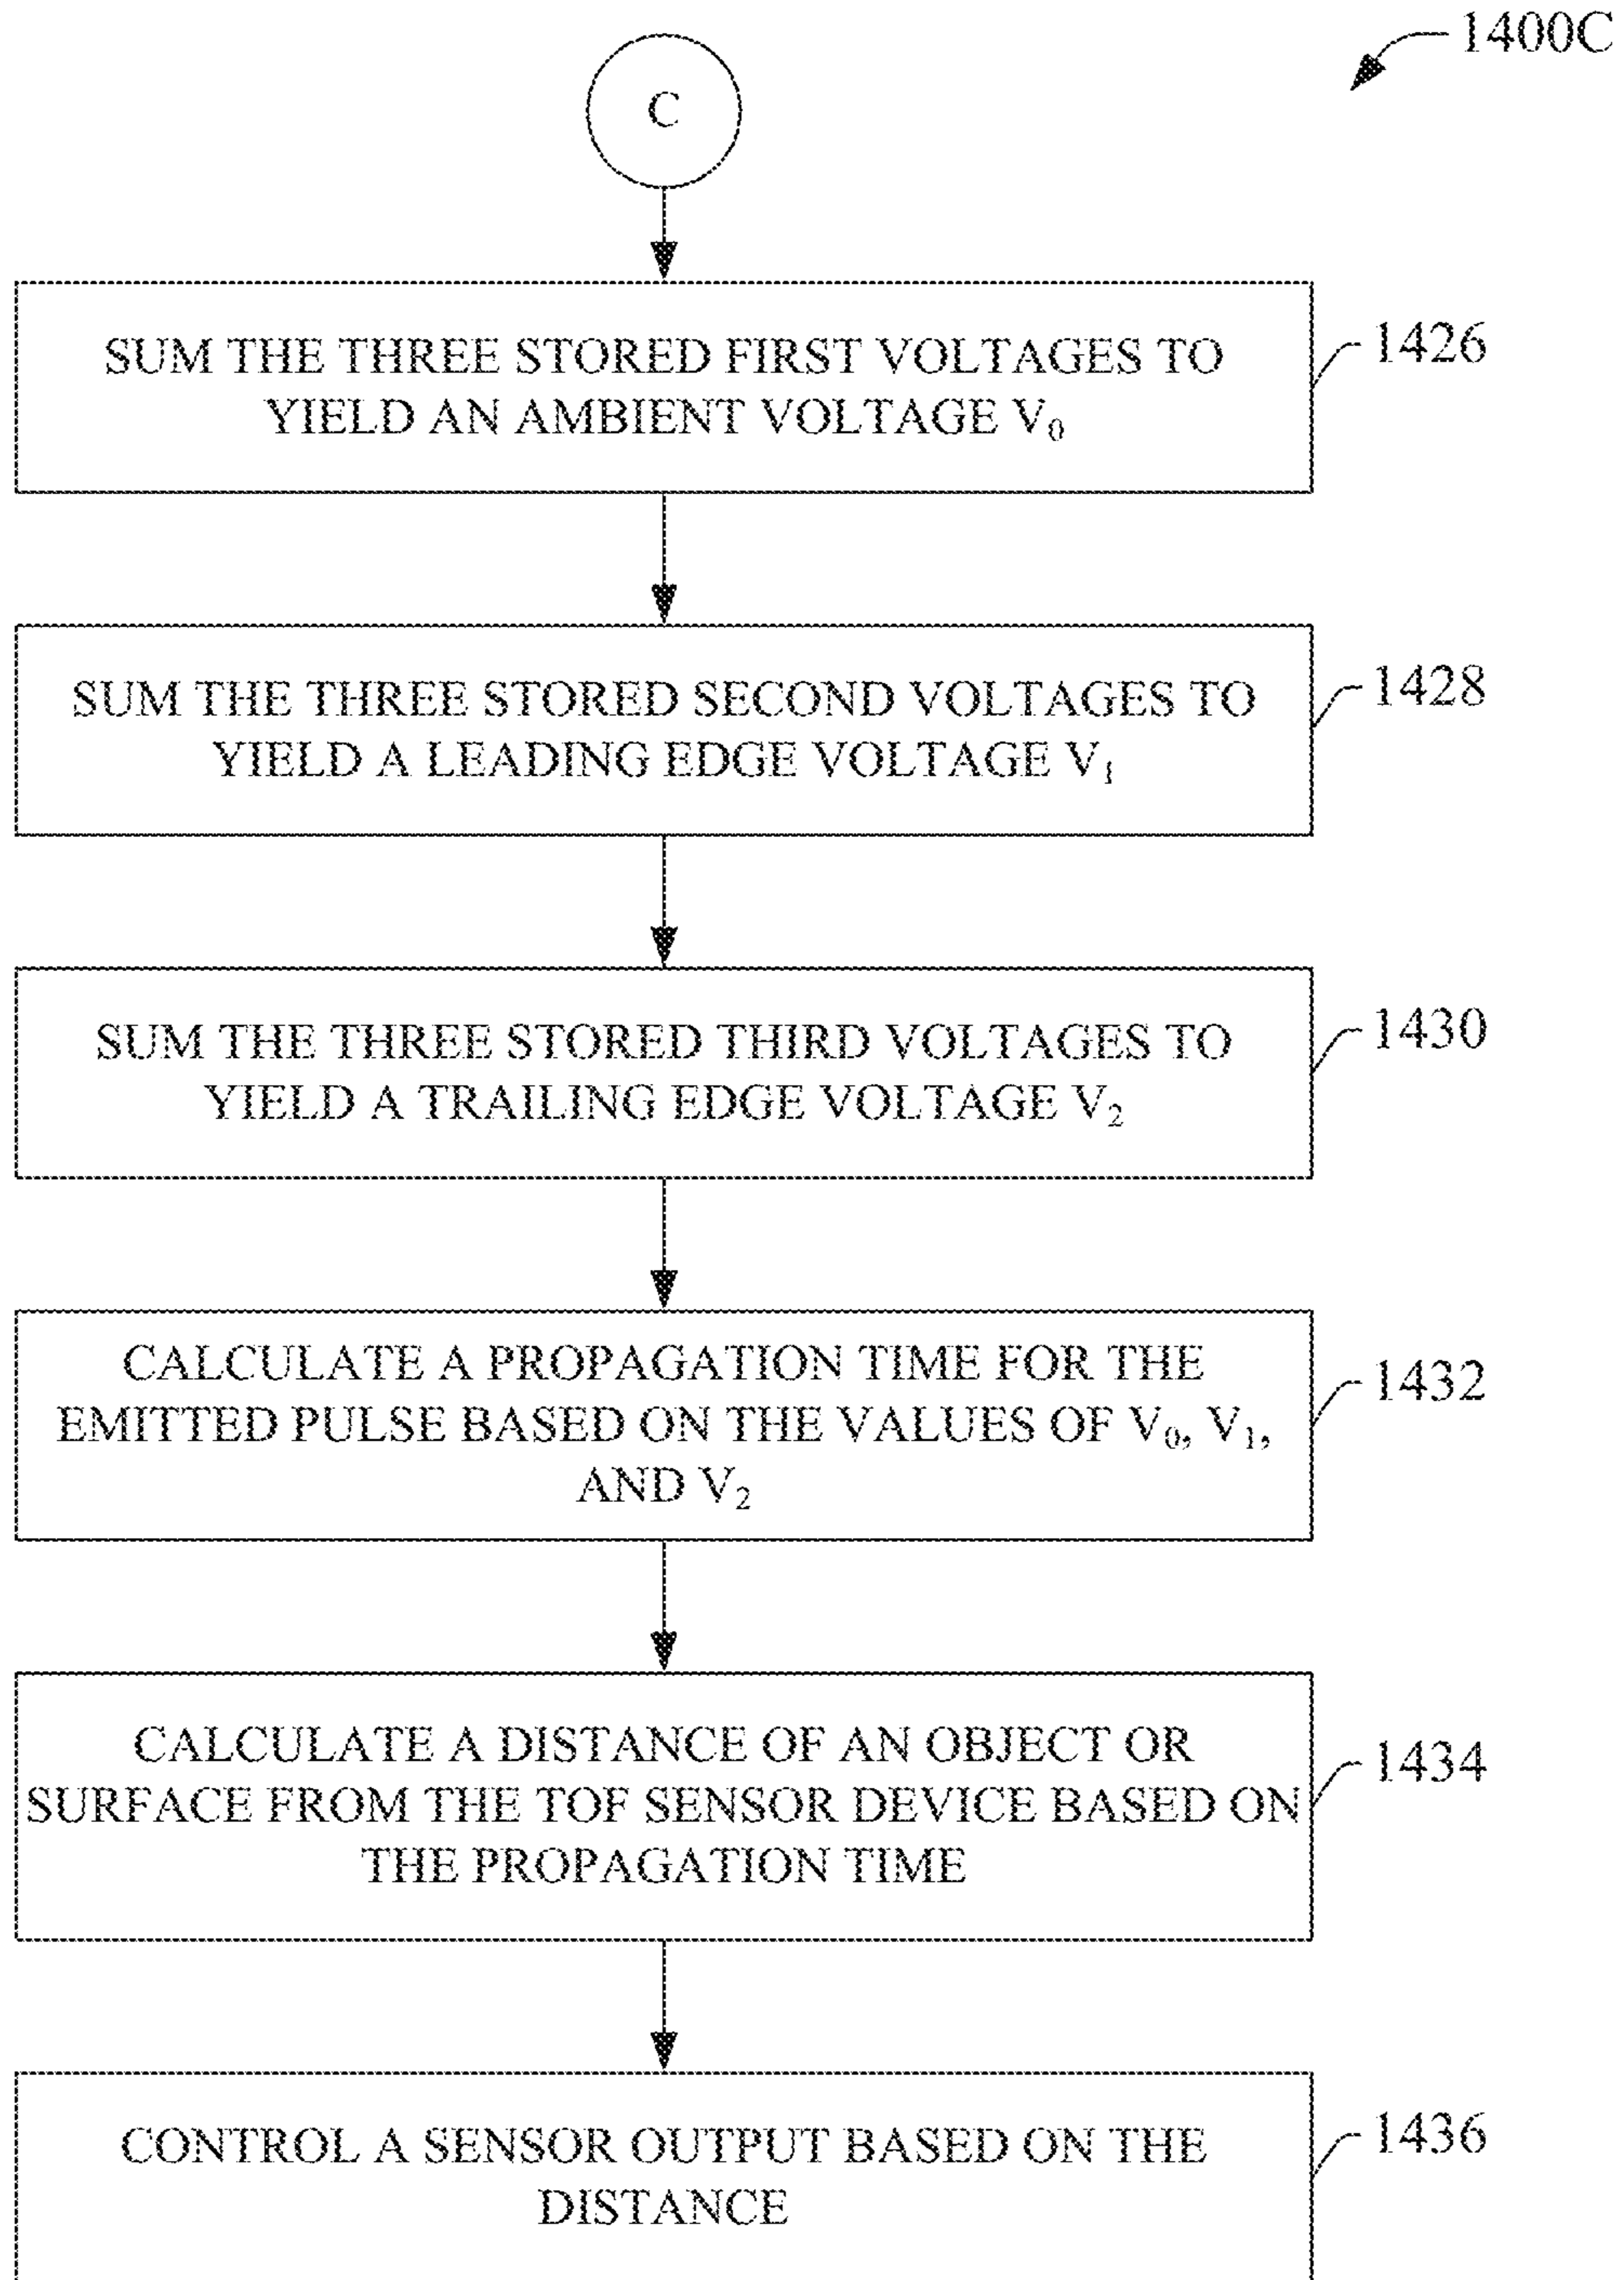 1400C
C
SUM THE THREE STORED FIRST VOLTAGES TO
YIELD AN AMBIENT VOLTAGE V₀
1426
SUM THE THREE STORED SECOND VOLTAGES TO
YIELD A LEADING EDGE VOLTAGE V₁
1428
SUM THE THREE STORED THIRD VOLTAGES TO
YIELD A TRAILING EDGE VOLTAGE V₂
1430
CALCULATE A PROPAGATION TIME FOR THE
EMITTED PULSE BASED ON THE VALUES OF V₀, V₁,
AND V₂
1432
CALCULATE A DISTANCE OF AN OBJECT OR
SURFACE FROM THE TOF SENSOR DEVICE BASED ON
THE PROPAGATION TIME
1434
CONTROL A SENSOR OUTPUT BASED ON THE
DISTANCE
1436